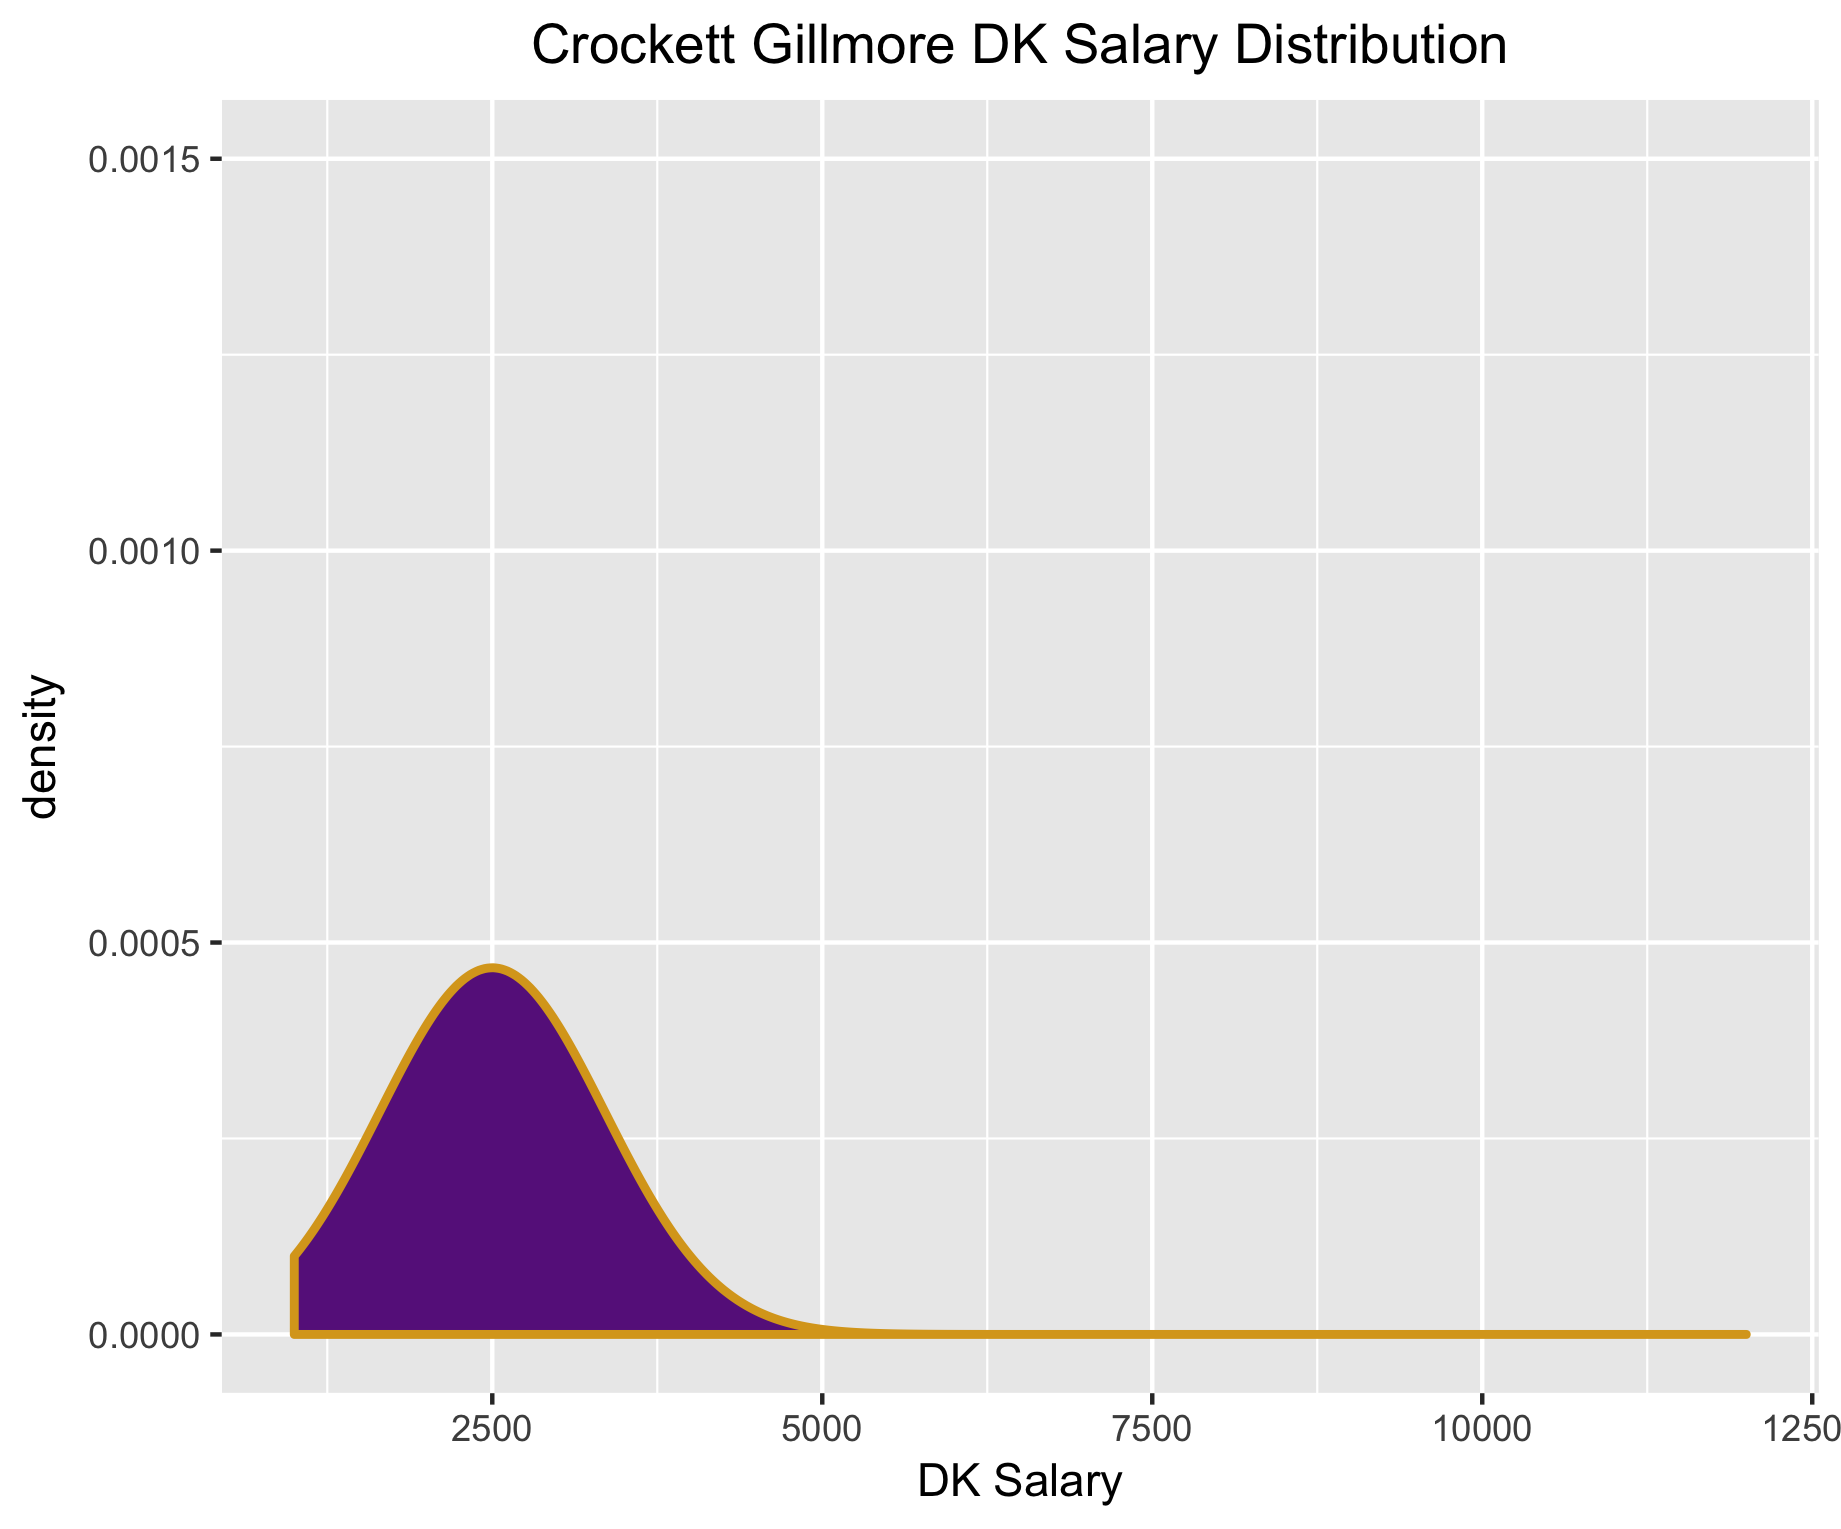 Crockett Gillmore DK Salary Distribution
density
0.0015
0.0010
0.0005
0.0000
2500 5000 7500 10000 1250
DK Salary